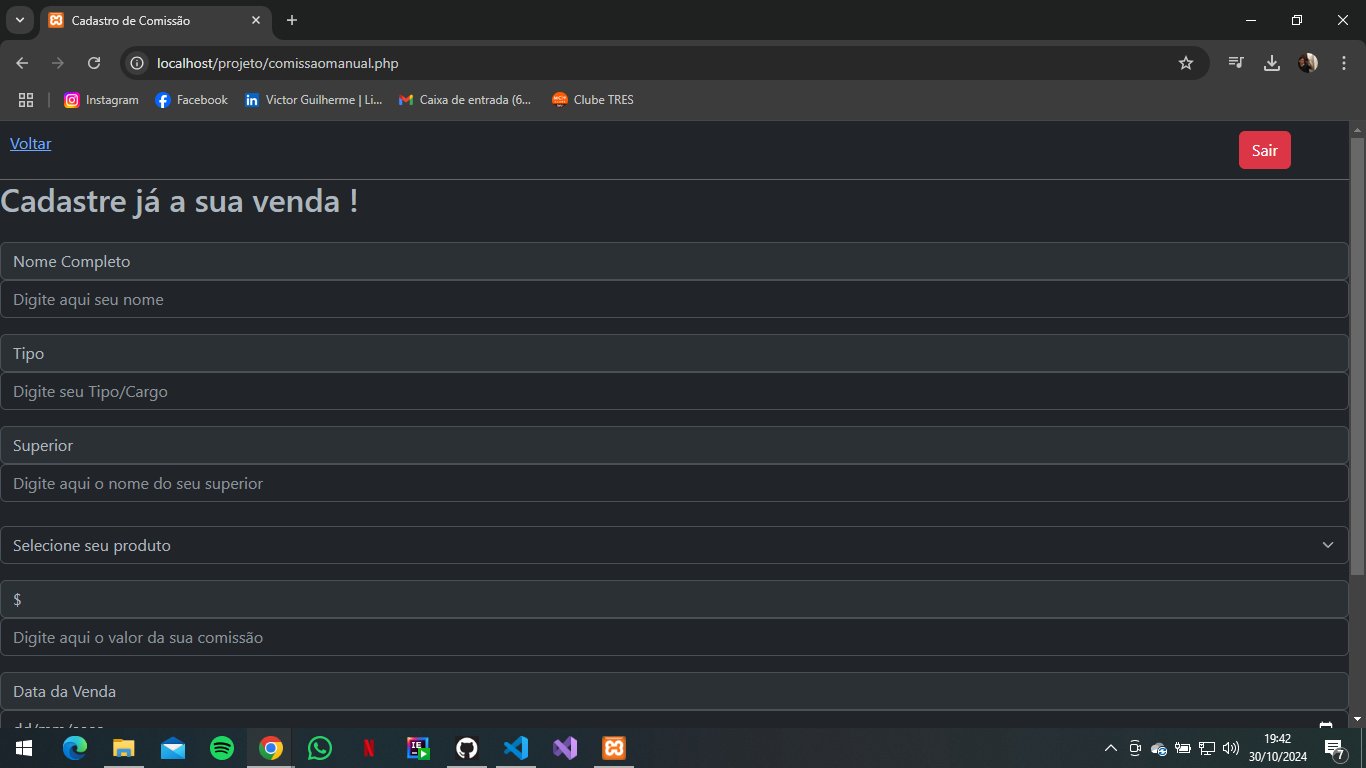 Cadastro de Comissão
localhost/projeto/comissaomanual.php
Instagram
Facebook
Victor Guilherme | Li...
Caixa de entrada (6...
Clube TRES
Voltar
Sair
Cadastre já a sua venda !
Nome Completo
Digite aqui seu nome
Tipo
Digite seu Tipo/Cargo
Superior
Digite aqui o nome do seu superior
Selecione seu produto
$
Digite aqui o valor da sua comissão
Data da Venda
19:42
30/10/2024
7